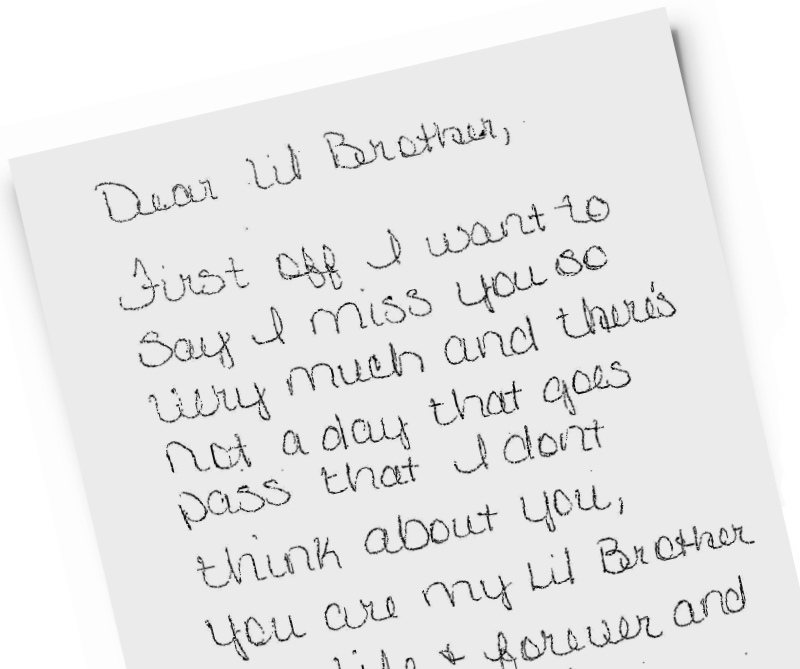 Dear Lil Brother,
First off I want to
say I miss you so
very much and there's
not a day that goes
pass that I dont
think about you,
you are my Lil Brother
life & forever and